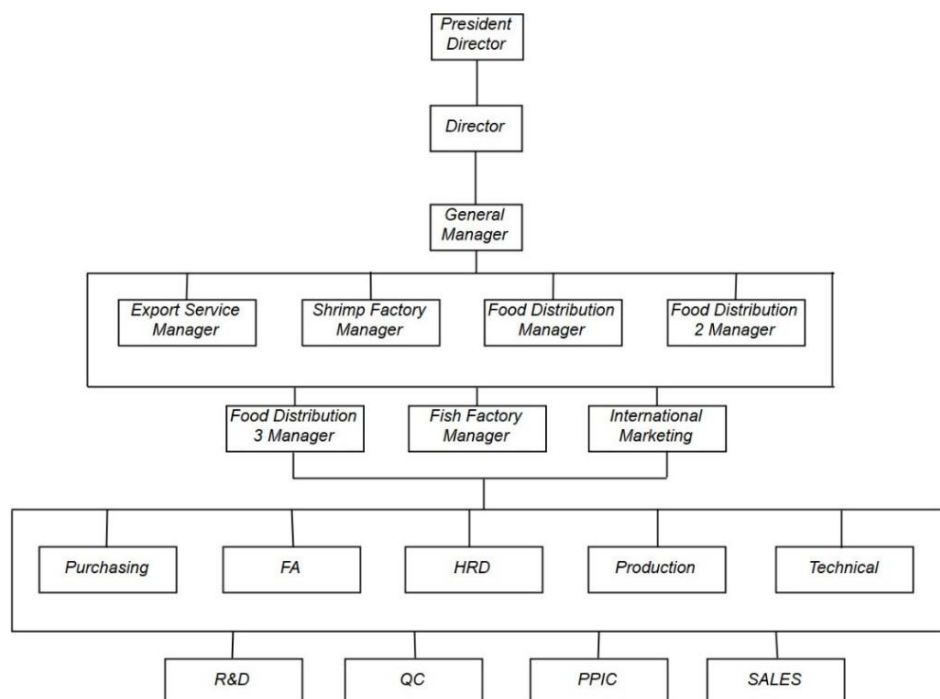 President
Director
Director
General
Manager
Export Service
Manager
Shrimp Factory
Manager
Food Distribution
Manager
Food Distribution
2 Manager
Food Distribution
3 Manager
Fish Factory
Manager
International
Marketing
Purchasing
FA
HRD
Production
Technical
R&D
QC
PPIC
SALES